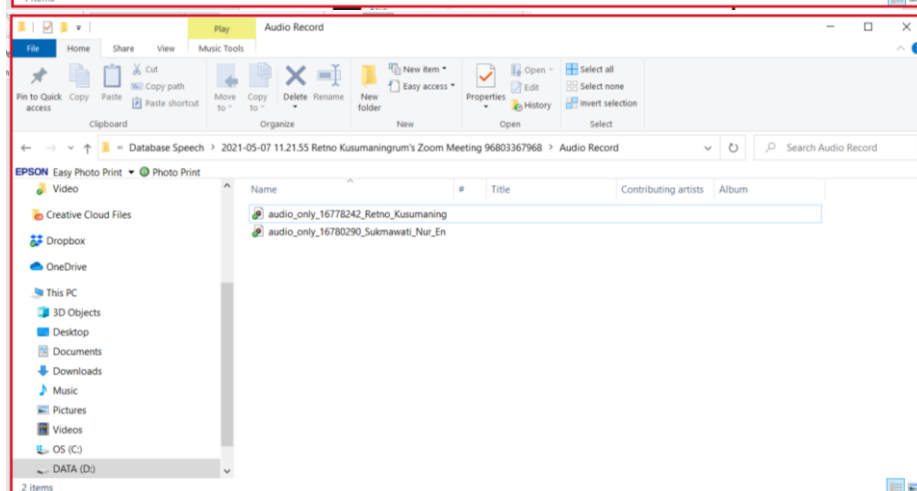 Play Audio Record
File Home Share View Music Tools
Pin to Quick access
Copy
Paste
Cut
Copy path
Paste shortcut
Clipboard
Move to
Copy to
Delete
Rename
Organize
New folder
New item
Easy access
New
Properties
Open
Edit
History
Open
Select all
Select none
Invert selection
Select
« Database Speech > 2021-05-07 11.21.55 Retno Kusumaningrum's Zoom Meeting 96803367968 > Audio Record
Search Audio Record
EPSON Easy Photo Print Photo Print
Video
Creative Cloud Files
Dropbox
OneDrive
This PC
3D Objects
Desktop
Documents
Downloads
Music
Pictures
Videos
OS (C:)
DATA (D:)
Name # Title Contributing artists Album
audio_only_16778242_Retno_Kusumaning
audio_only_16780290_Sukmawati_Nur_En
2 items